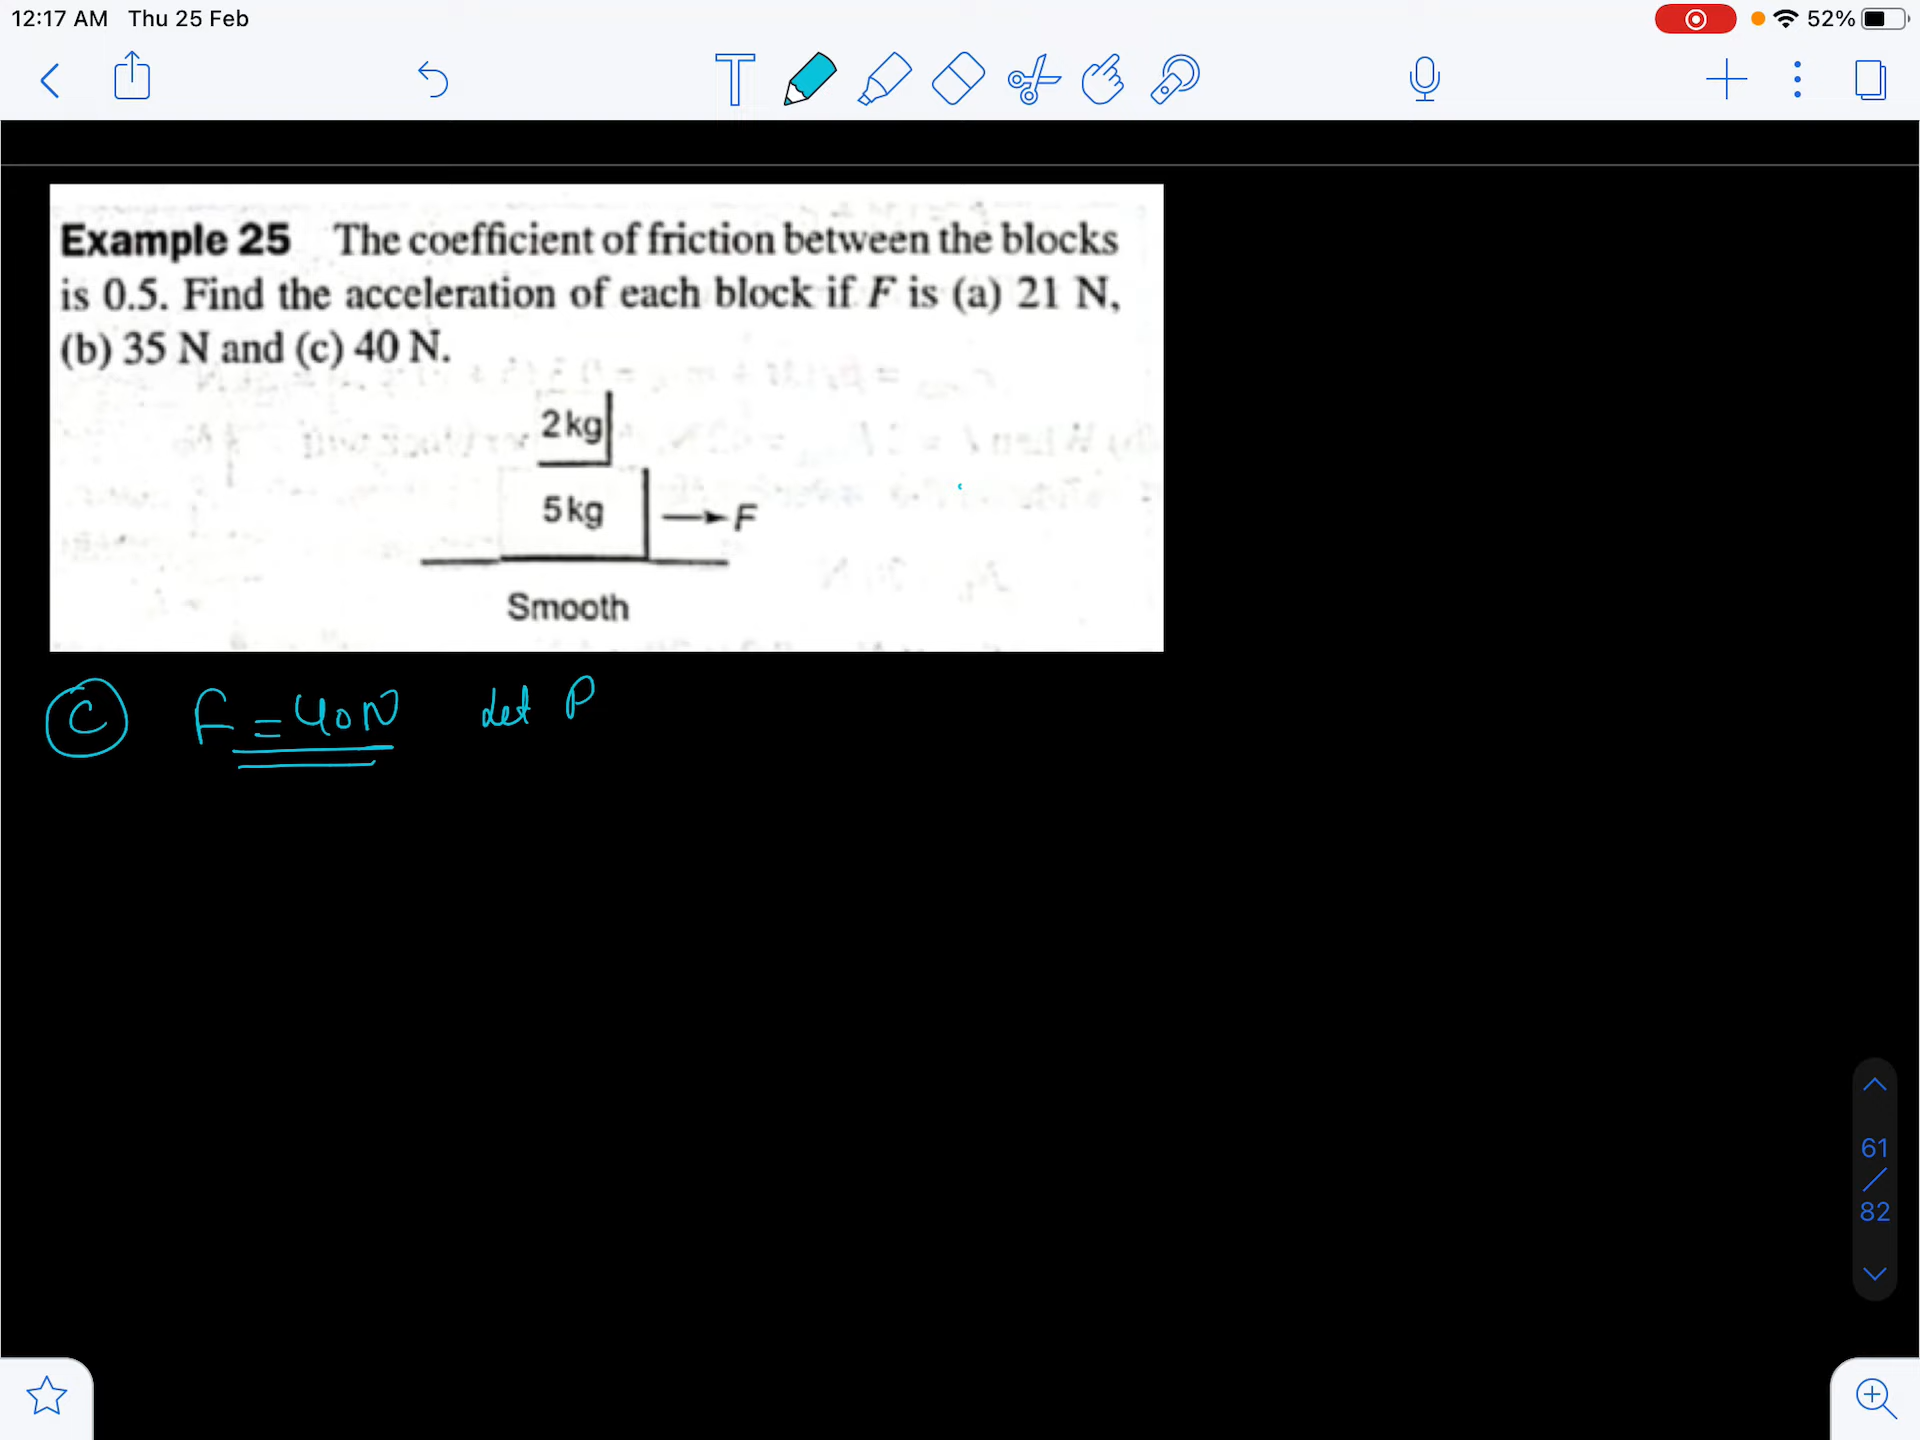 12:17 AM Thu 25 Feb
52%
Example 25 The coefficient of friction between the blocks
is 0.5. Find the acceleration of each block if F is (a) 21 N,
(b) 35 N and (c) 40 N.
2 kg
5 kg
F
Smooth
C F = 40N Let P
61
/
82